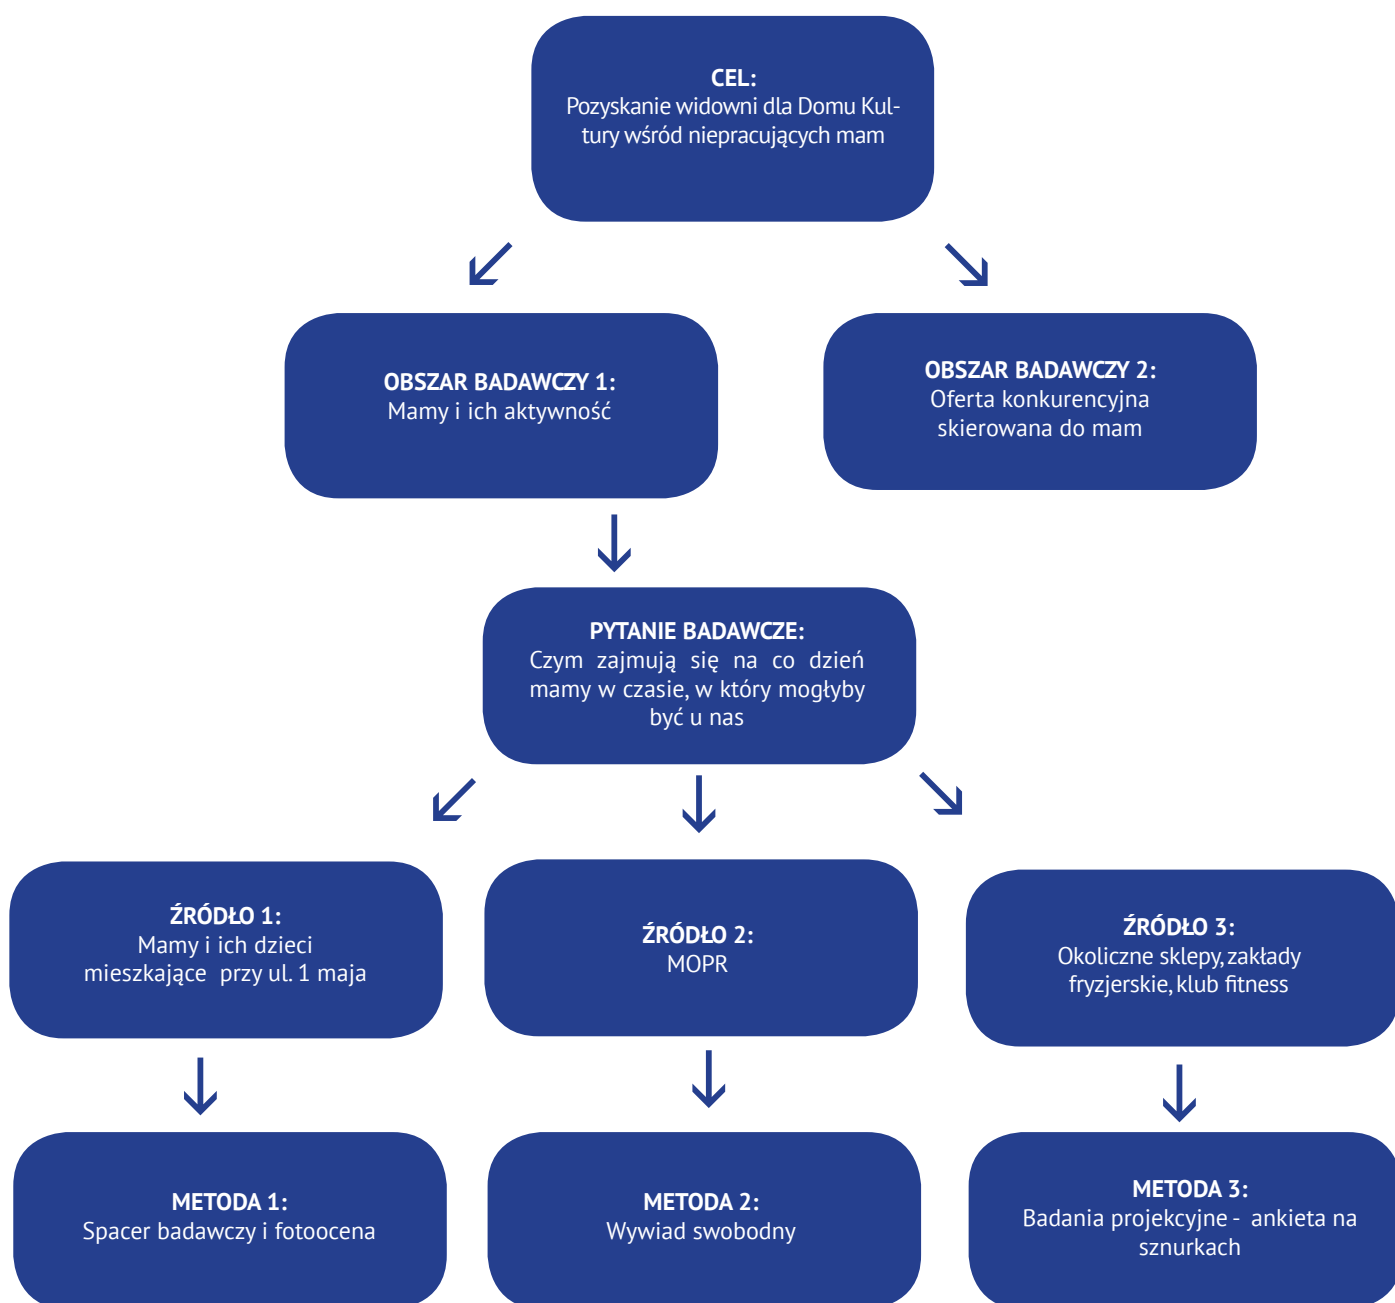 CEL:
Pozyskanie widowni dla Domu Kul-
tury wśród niepracujących mam
OBSZAR BADAWCZY 1:
Mamy i ich aktywność
OBSZAR BADAWCZY 2:
Oferta konkurencyjna
skierowana do mam
PYTANIE BADAWCZE:
Czym zajmują się na co dzień
mamy w czasie, w który mogłyby
być u nas
ŹRÓDŁO 1:
Mamy i ich dzieci
mieszkające przy ul. 1 maja
ŹRÓDŁO 2:
MOPR
ŹRÓDŁO 3:
Okoliczne sklepy, zakłady
fryzjerskie, klub fitness
METODA 1:
Spacer badawczy i fotoocena
METODA 2:
Wywiad swobodny
METODA 3:
Badania projekcyjne - ankieta na
sznurkach